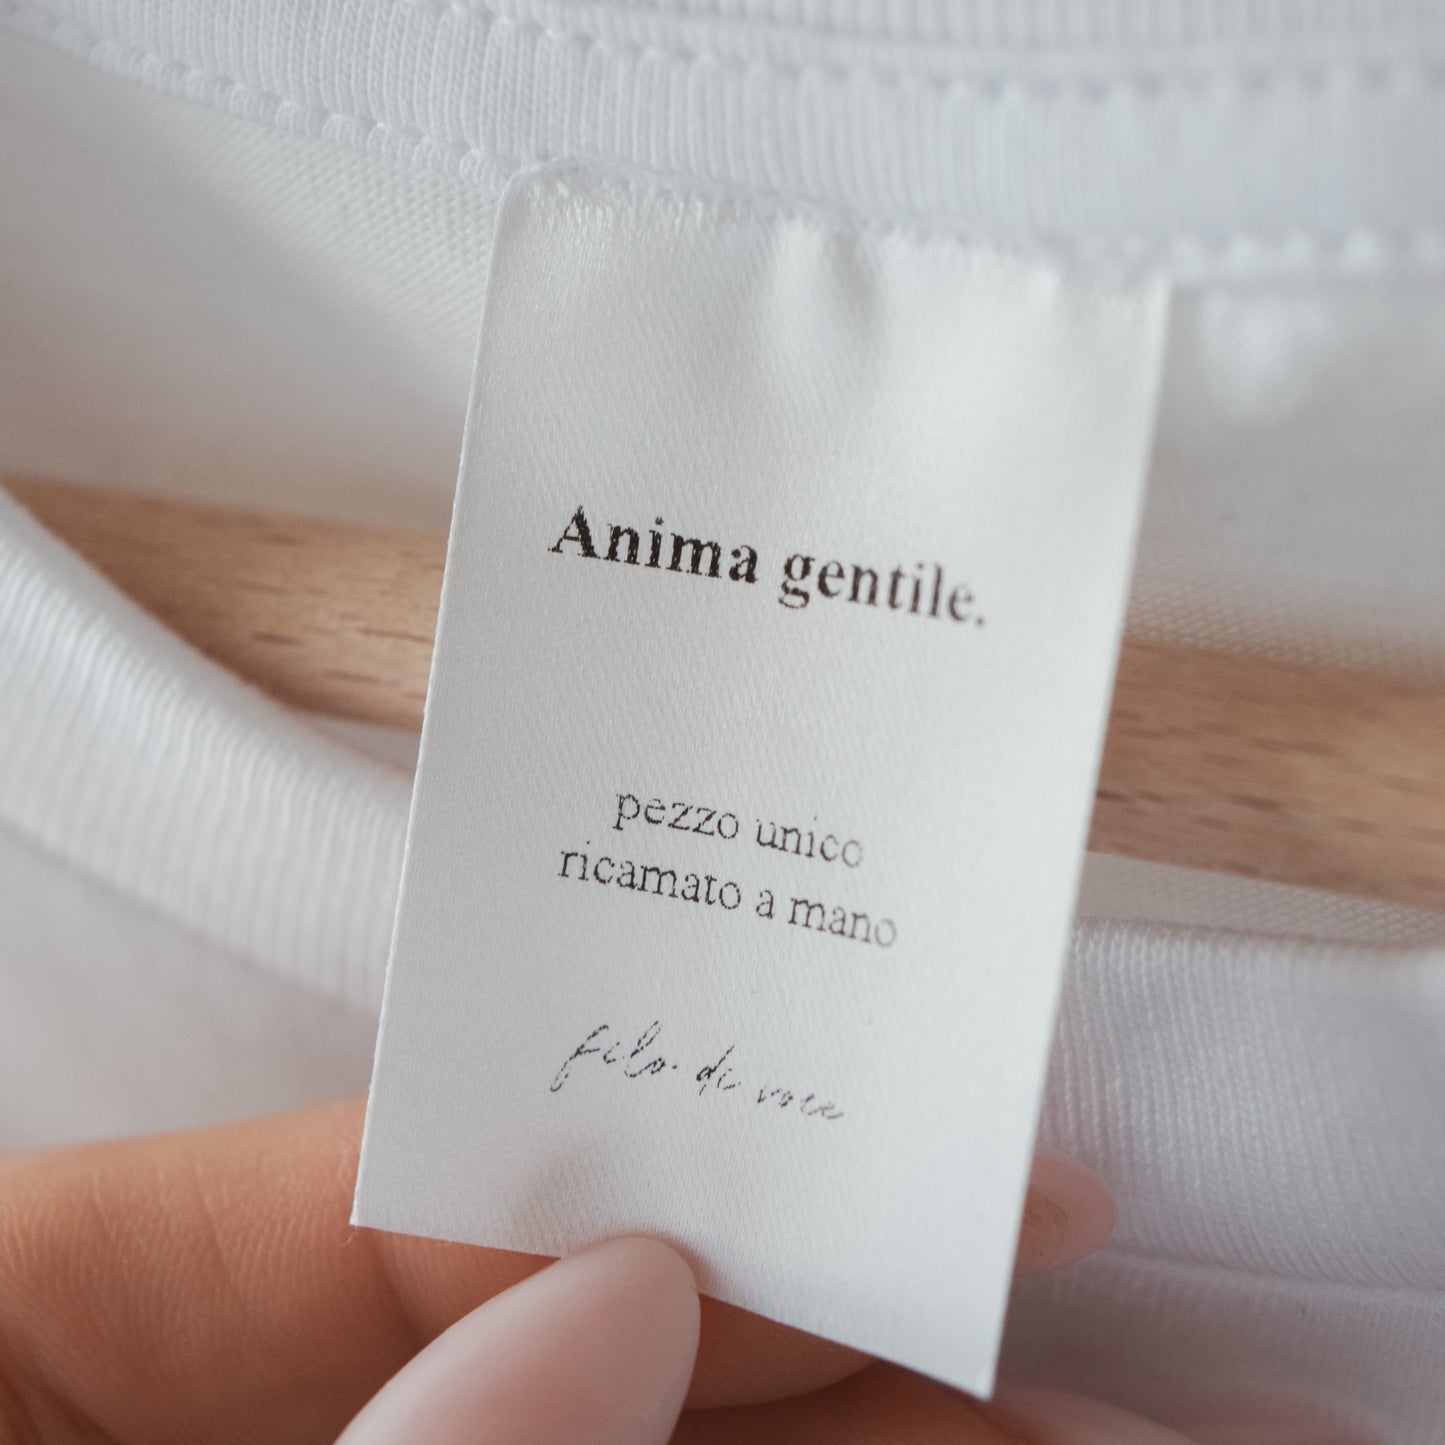 Anima gentile.
pezzo unico
ricamato a mano
filo di voce